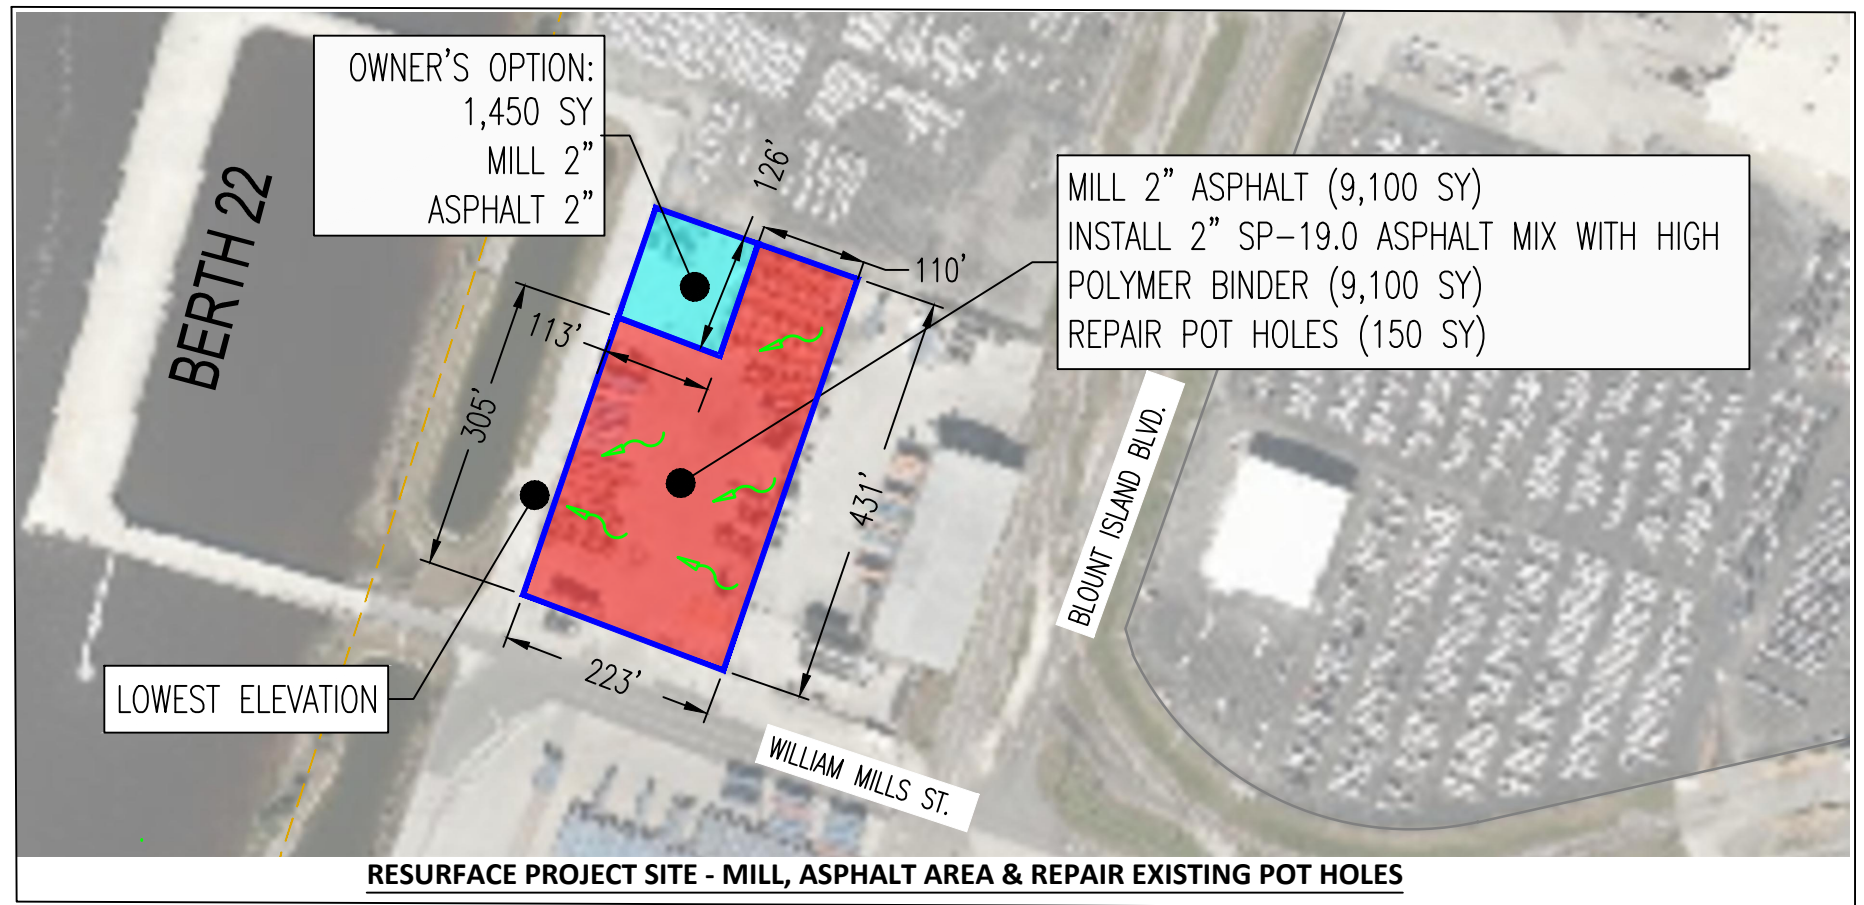 OWNER'S OPTION:
1,450 SY
MILL 2"
ASPHALT 2"
BERTH 22
126'
110'
113'
305'
431'
223'
MILL 2" ASPHALT (9,100 SY)
INSTALL 2" SP-19.0 ASPHALT MIX WITH HIGH
POLYMER BINDER (9,100 SY)
REPAIR POT HOLES (150 SY)
BLOUNT ISLAND BLVD.
LOWEST ELEVATION
WILLIAM MILLS ST.
RESURFACE PROJECT SITE - MILL, ASPHALT AREA & REPAIR EXISTING POT HOLES